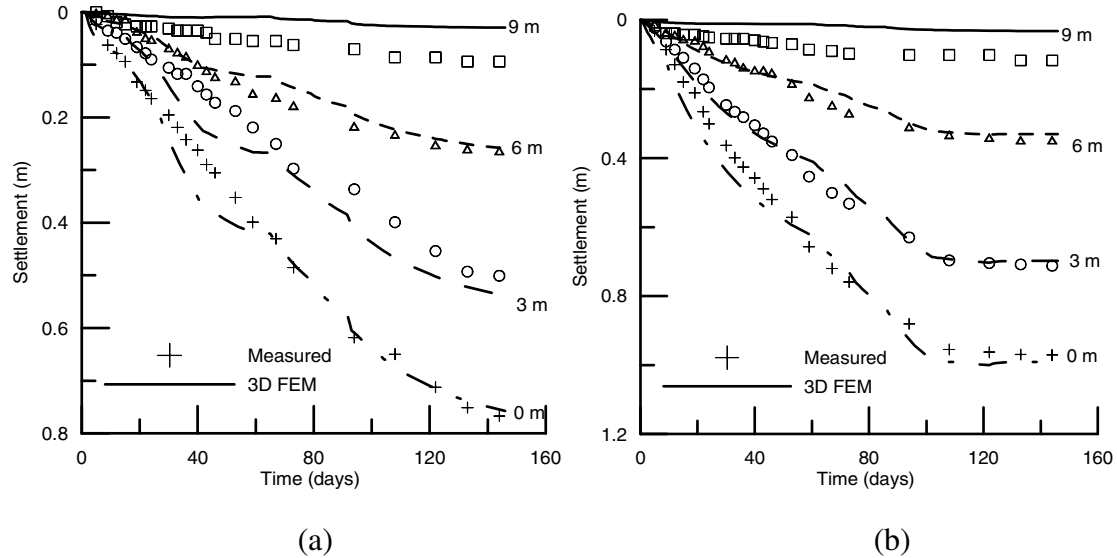 0
0.2
0.4
0.6
0.8
Settlement (m)
0 40 80 120 160
Time (days)
9 m
6 m
3 m
0 m
Measured
3D FEM
(a)
0
0.4
0.8
1.2
Settlement (m)
0 40 80 120 160
Time (days)
9 m
6 m
3 m
0 m
Measured
3D FEM
(b)